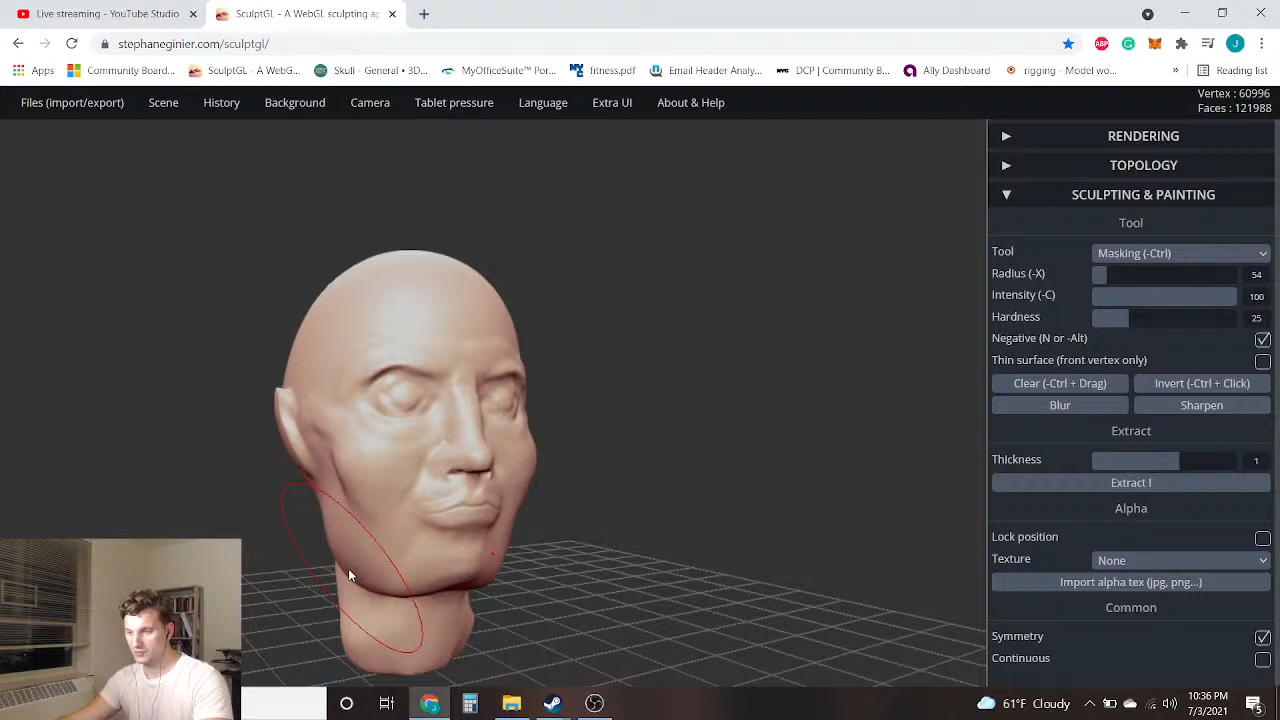 Live streaming - YouTube Studio
SculptGL - A WebGL sculpting ap
stephaneginier.com/sculptgl/
Apps
Community Board...
SculptGL - A WebG...
Skull - General • 3D...
MyOfficeSuite™ Por...
fitness.pdf
Email Header Analy...
DCP | Community B...
Ally Dashboard
rigging - Model wo...
Reading list
Files (import/export)
Scene
History
Background
Camera
Tablet pressure
Language
Extra UI
About & Help
Vertex : 60996
Faces : 121988
RENDERING
TOPOLOGY
SCULPTING & PAINTING
Tool
Tool Masking (-Ctrl)
Radius (-X) 54
Intensity (-C) 100
Hardness 25
Negative (N or -Alt)
Thin surface (front vertex only)
Clear (-Ctrl + Drag) Invert (-Ctrl + Click)
Blur Sharpen
Extract
Thickness 1
Extract !
Alpha
Lock position
Texture None
Import alpha tex (jpg, png...)
Common
Symmetry
Continuous
61°F Cloudy
10:36 PM
7/3/2021